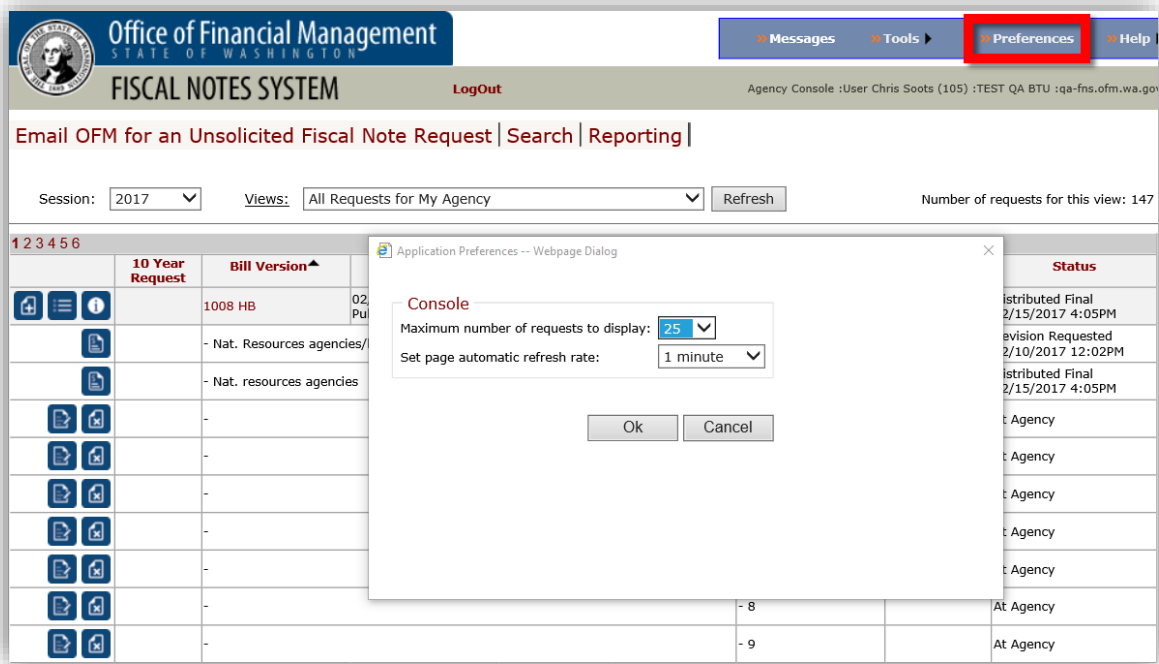 Office of Financial Management
STATE OF WASHINGTON
»Messages »Tools »Preferences »Help
FISCAL NOTES SYSTEM
LogOut
Agency Console :User Chris Soots (105) :TEST QA BTU :qa-fns.ofm.wa.gov
Email OFM for an Unsolicited Fiscal Note Request | Search | Reporting |
Session: 2017 Views: All Requests for My Agency Refresh Number of requests for this view: 147
1 2 3 4 5 6
Application Preferences -- Webpage Dialog
10 Year Request Bill Version Status
Console
Maximum number of requests to display: 25
Set page automatic refresh rate: 1 minute
Ok Cancel
1008 HB 02/ istributed Final
2/15/2017 4:05PM
- Nat. Resources agencies/ evision Requested
2/10/2017 12:02PM
- Nat. resources agencies istributed Final
2/15/2017 4:05PM
- t Agency
- t Agency
- t Agency
- t Agency
- t Agency
- - 8 At Agency
- - 9 At Agency